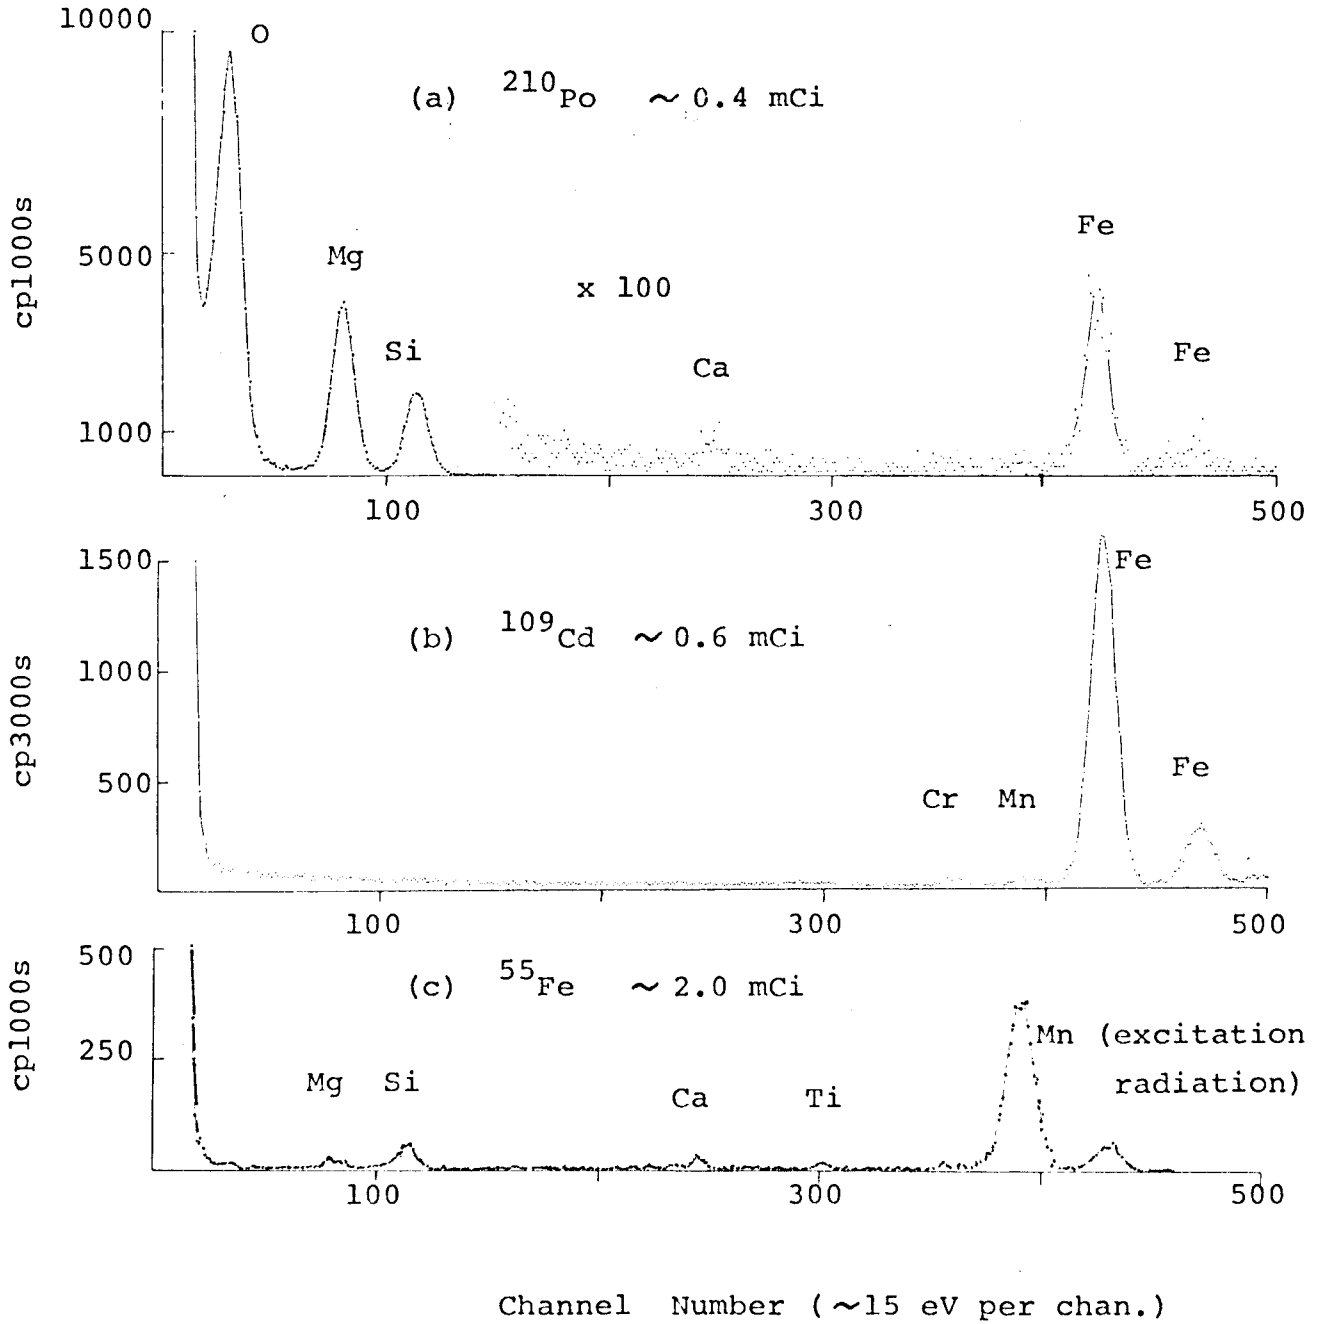 10000
O
(a) 210Po ~ 0.4 mCi
cp1000s
5000
Mg
x 100
Fe
Si
Ca
Fe
1000
100 300 500
1500
Fe
(b) 109Cd ~ 0.6 mCi
cp3000s
1000
Fe
500
Cr Mn
100 300 500
cp1000s
500
(c) 55Fe ~ 2.0 mCi
250
Mn (excitation
radiation)
Mg Si
Ca Ti
100 300 500
Channel Number (~15 eV per chan.)